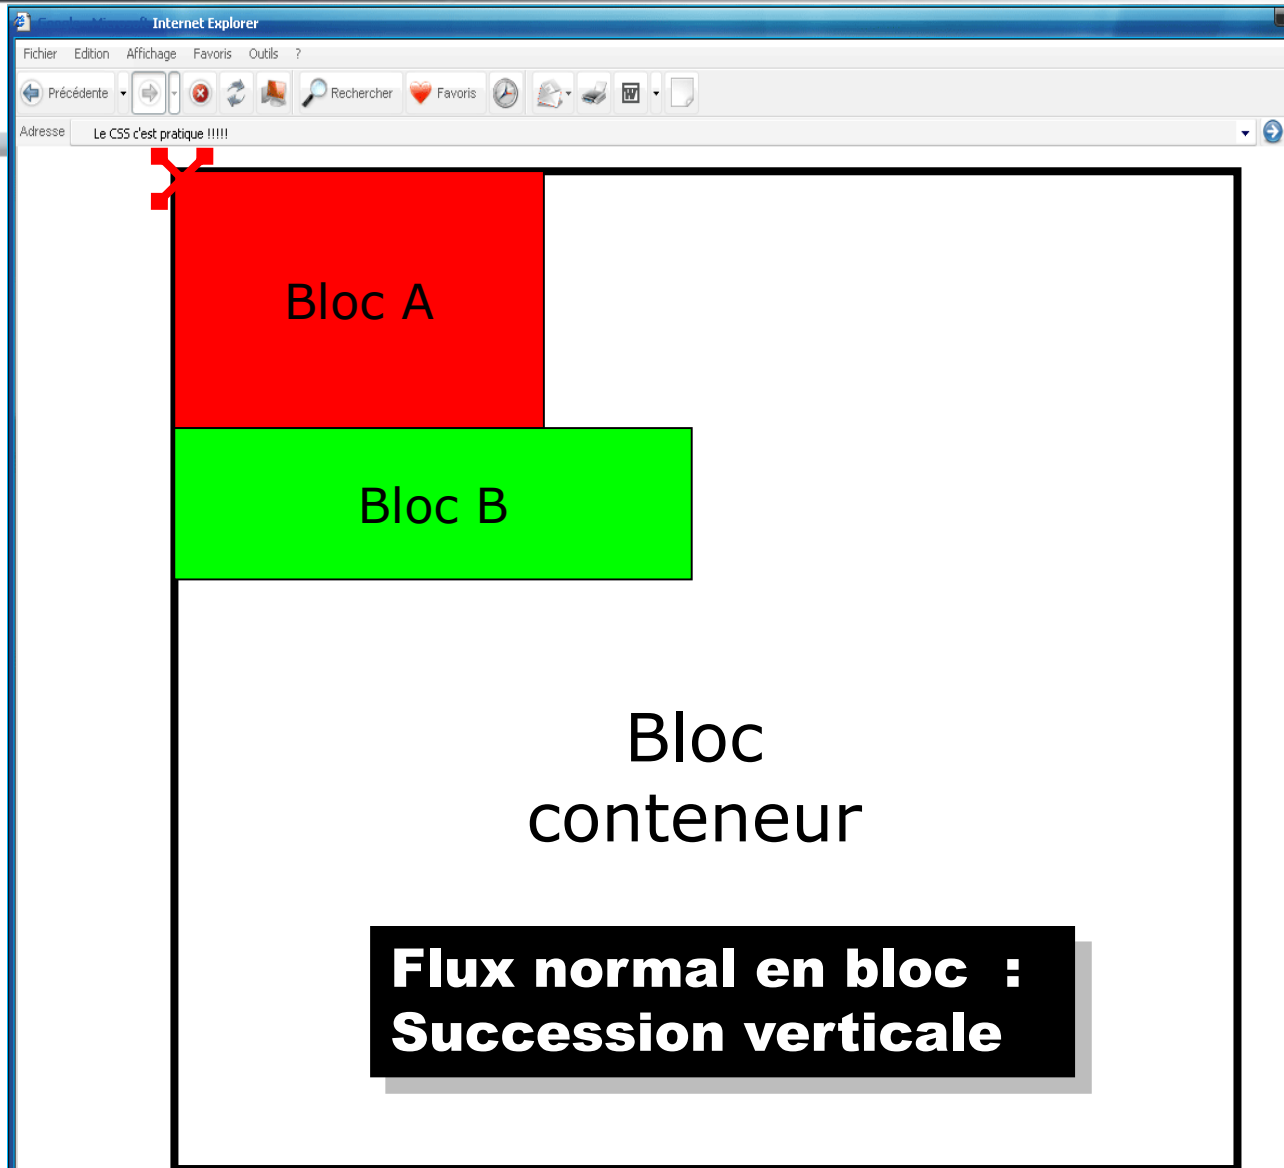 Internet Explorer
Fichier Edition Affichage Favoris Outils ?
Précédente Rechercher Favoris W
Adresse Le CSS c'est pratique !!!!!
Bloc A
Bloc B
Bloc
conteneur
Flux normal en bloc :
Succession verticale